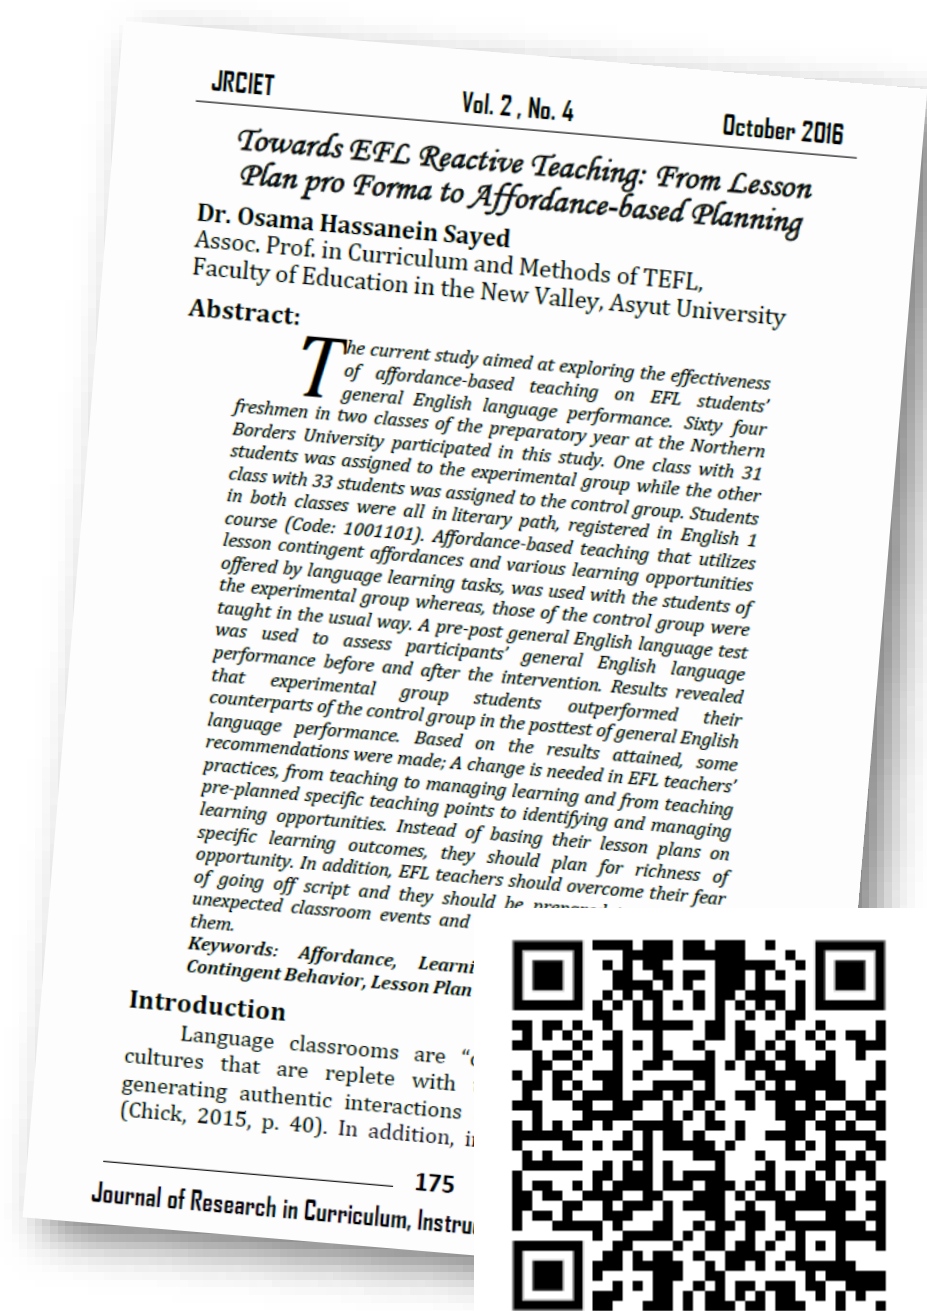 JRCIET
Vol. 2 , No. 4
October 2016
Towards EFL Reactive Teaching: From Lesson
Plan pro Forma to Affordance-based Planning
Dr. Osama Hassanein Sayed
Assoc. Prof. in Curriculum and Methods of TEFL,
Faculty of Education in the New Valley, Asyut University
Abstract:
The current study aimed at exploring the effectiveness
of affordance-based teaching on EFL students'
general English language performance. Sixty four
freshmen in two classes of the preparatory year at the Northern
Borders University participated in this study. One class with 31
students was assigned to the experimental group while the other
class with 33 students was assigned to the control group. Students
in both classes were all in literary path, registered in English 1
course (Code: 1001101). Affordance-based teaching that utilizes
lesson contingent affordances and various learning opportunities
offered by language learning tasks, was used with the students of
the experimental group whereas, those of the control group were
taught in the usual way. A pre-post general English language test
was used to assess participants' general English language
performance before and after the intervention. Results revealed
that experimental group students outperformed their
counterparts of the control group in the posttest of general English
language performance. Based on the results attained, some
recommendations were made; A change is needed in EFL teachers'
practices, from teaching to managing learning and from teaching
pre-planned specific teaching points to identifying and managing
learning opportunities. Instead of basing their lesson plans on
specific learning outcomes, they should plan for richness of
opportunity. In addition, EFL teachers should overcome their fear
of going off script and they should be
unexpected classroom events and
them.
Keywords: Affordance,
Contingent Behavior, Lesson Plan
Introduction
Language classrooms are
cultures that are replete with
generating authentic interactions
(Chick, 2015, p. 40). In addition,
175
Journal of Research in Curriculum,